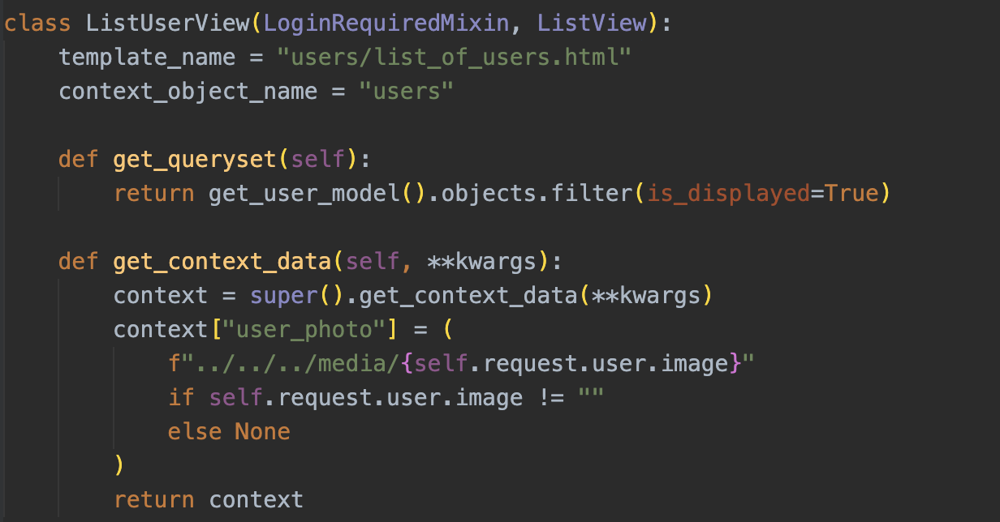 class ListUserView(LoginRequiredMixin, ListView):
    template_name = "users/list_of_users.html"
    context_object_name = "users"

    def get_queryset(self):
        return get_user_model().objects.filter(is_displayed=True)

    def get_context_data(self, **kwargs):
        context = super().get_context_data(**kwargs)
        context["user_photo"] = (
            f"../../../media/{self.request.user.image}"
            if self.request.user.image != ""
            else None
        )
        return context